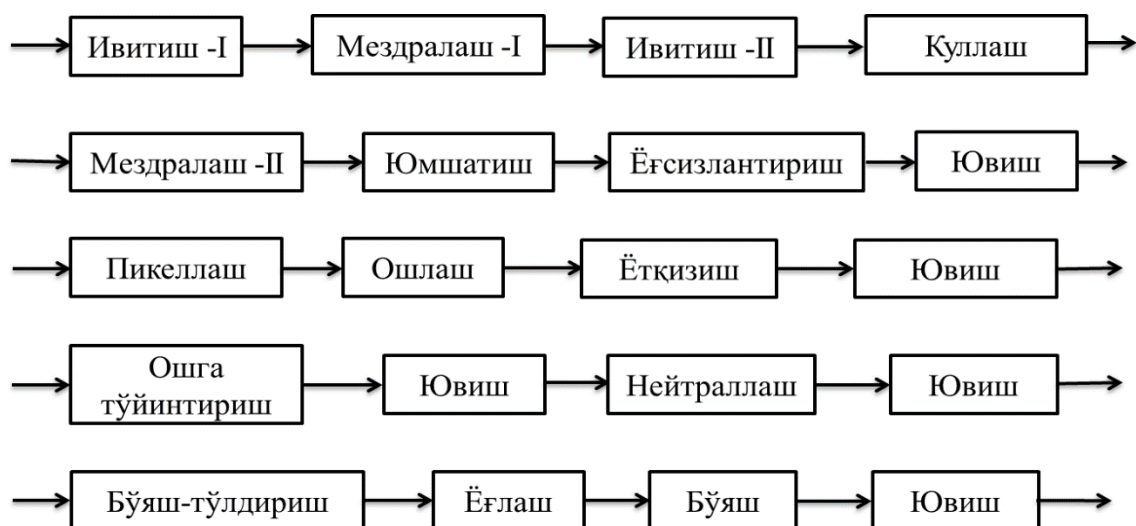 Ивитиш -I
Мездралаш -I
Ивитиш -II
Куллаш
Мездралаш -II
Юмшатиш
Ёғсизлантириш
Ювиш
Пикеллаш
Ошлаш
Ётқизиш
Ювиш
Ошга
тўйинтириш
Ювиш
Нейтраллаш
Ювиш
Бўяш-тўлдириш
Ёғлаш
Бўяш
Ювиш